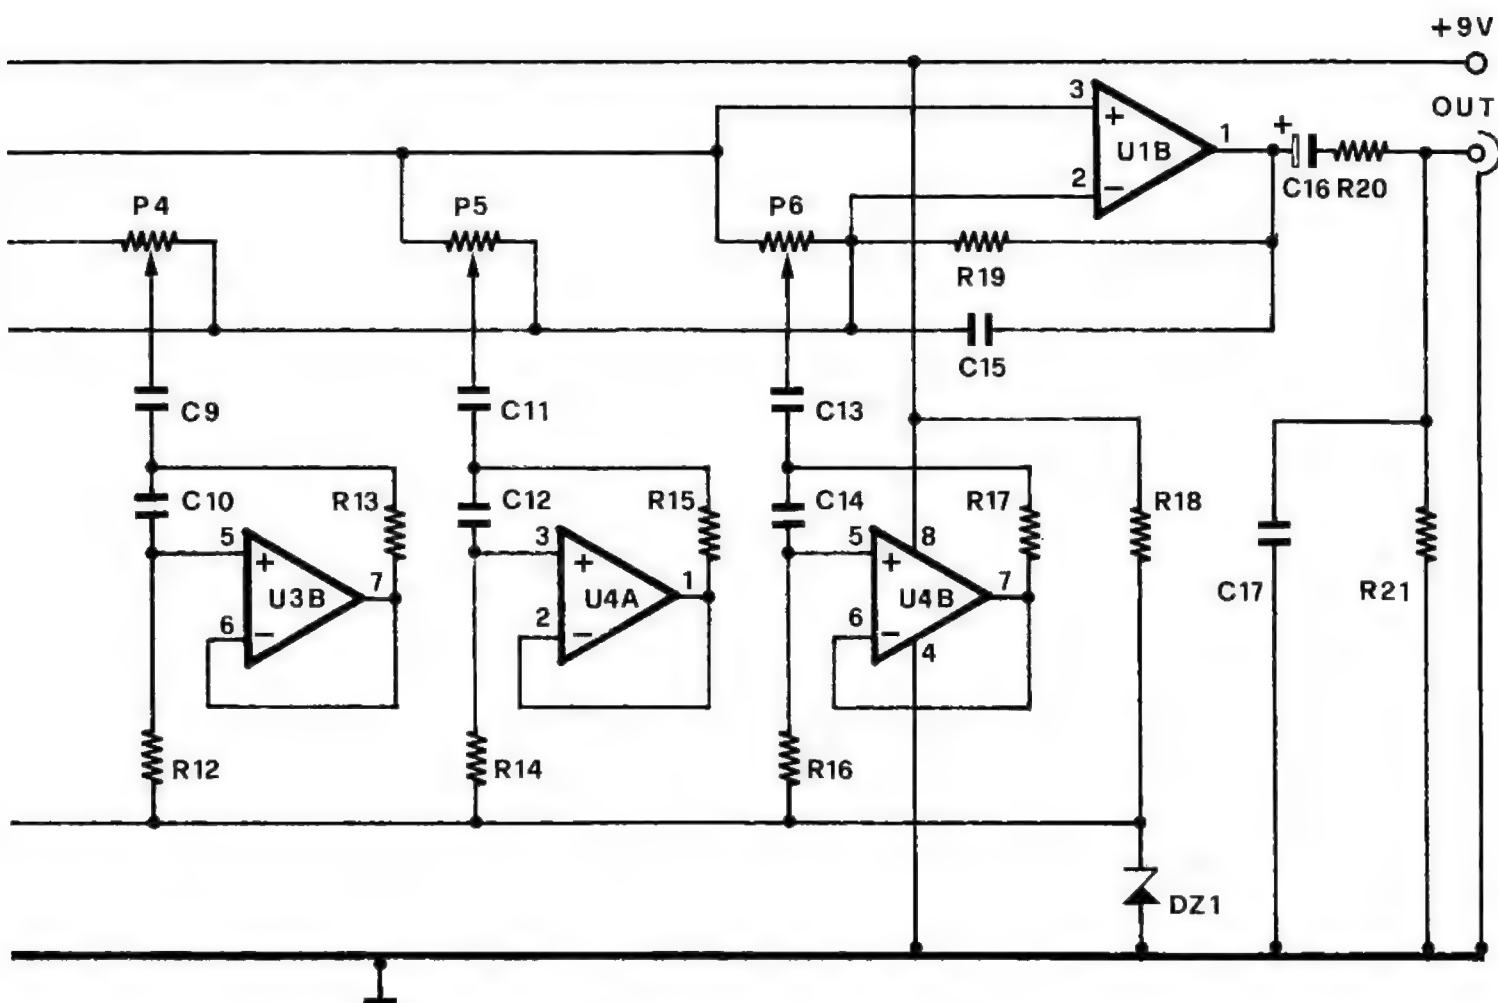 +9V
OUT
3
+
U1B
1
+
2
−
C16 R20
P4
P5
P6
R19
C15
C9
C11
C13
C10
R13
C12
R15
C14
R17
R18
5
+
U3B
7
6
−
3
+
U4A
1
2
−
5
+
8
U4B
7
6
−
4
C17
R21
R12
R14
R16
DZ1